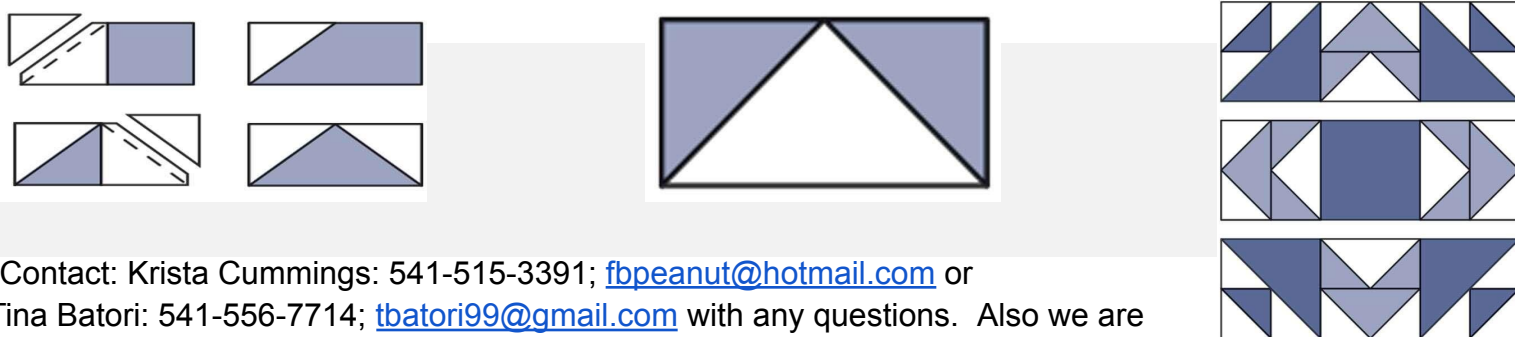 Contact: Krista Cummings: 541-515-3391; fbpeanut@hotmail.com or
Tina Batori: 541-556-7714; tbatori99@gmail.com with any questions.  Also we are